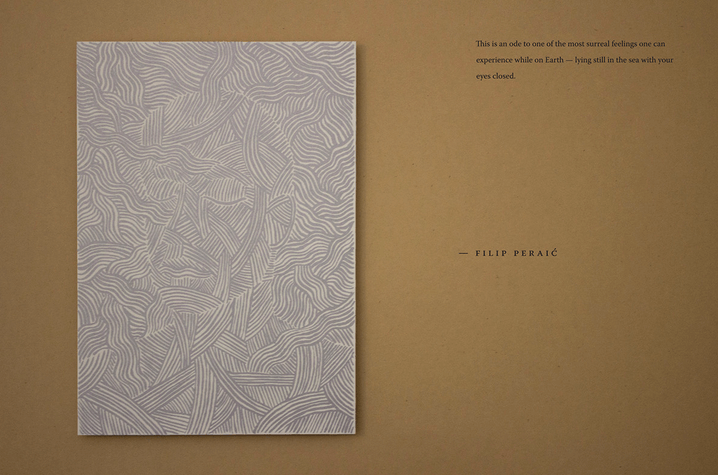 This is an ode to one of the most surreal feelings one can
experience while on Earth — lying still in the sea with your
eyes closed.
— FILIP PERAIĆ